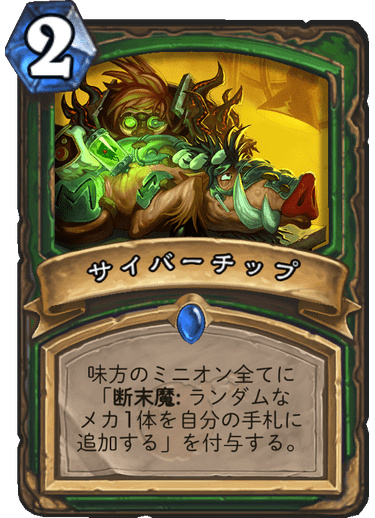 2
サイバーチップ
味方のミニオン全てに
「断末魔: ランダムな
メカ1体を自分の手札に
追加する」を付与する。